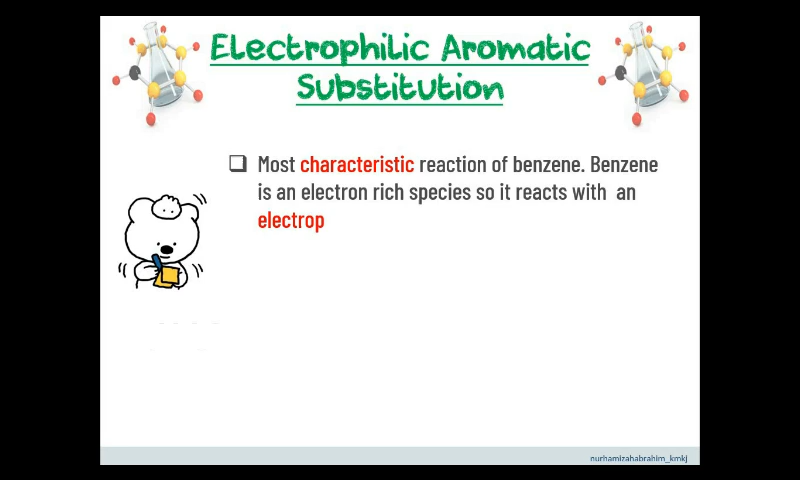 Electrophilic Aromatic
Substitution
Most characteristic reaction of benzene. Benzene
is an electron rich species so it reacts with an
electrop
nurhamizahabrahim_kmkj